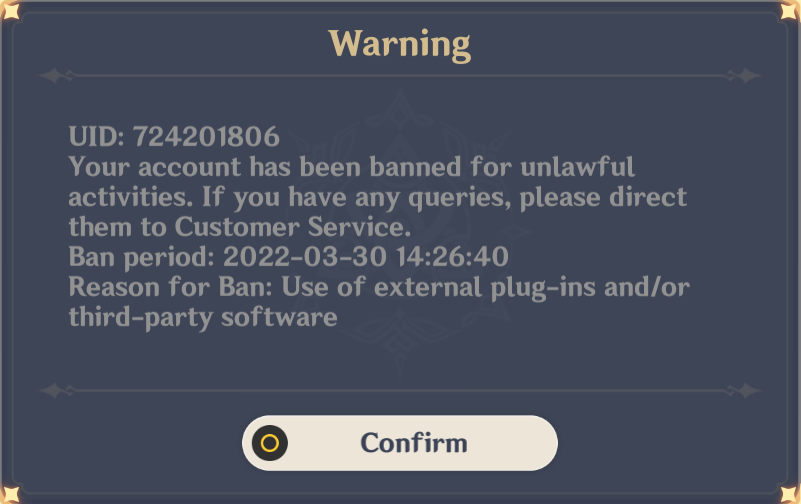 Warning
UID: 724201806
Your account has been banned for unlawful
activities. If you have any queries, please direct
them to Customer Service.
Ban period: 2022-03-30 14:26:40
Reason for Ban: Use of external plug-ins and/or
third-party software
Confirm